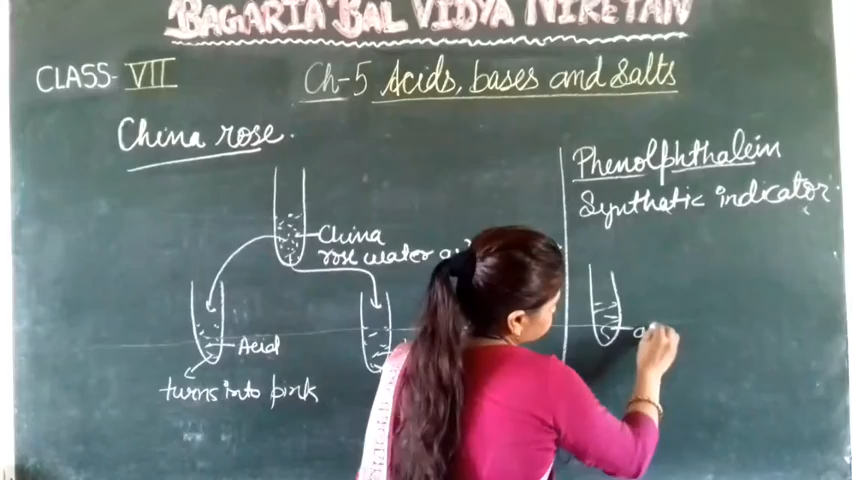 BAGARIA BAL VIDYA NIKETAN
CLASS- VII
Ch-5 Acids, bases and salts
China rose.
China
rose water
Acid
turns into pink
Phenolphthalein
Synthetic indicator.